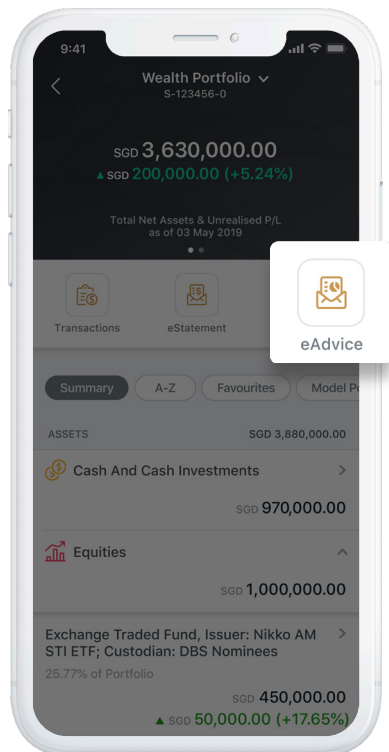 9:41
Wealth Portfolio
S-123456-0
SGD 3,630,000.00
▲ SGD 200,000.00 (+5.24%)
Total Net Assets & Unrealised P/L
as of 03 May 2019
Transactions
eStatement
eAdvice
Summary
A-Z
Favourites
Model P
ASSETS
SGD 3,880,000.00
Cash And Cash Investments
SGD 970,000.00
Equities
SGD 1,000,000.00
Exchange Traded Fund, Issuer: Nikko AM
STI ETF; Custodian: DBS Nominees
25.77% of Portfolio
SGD 450,000.00
▲ SGD 50,000.00 (+17.65%)